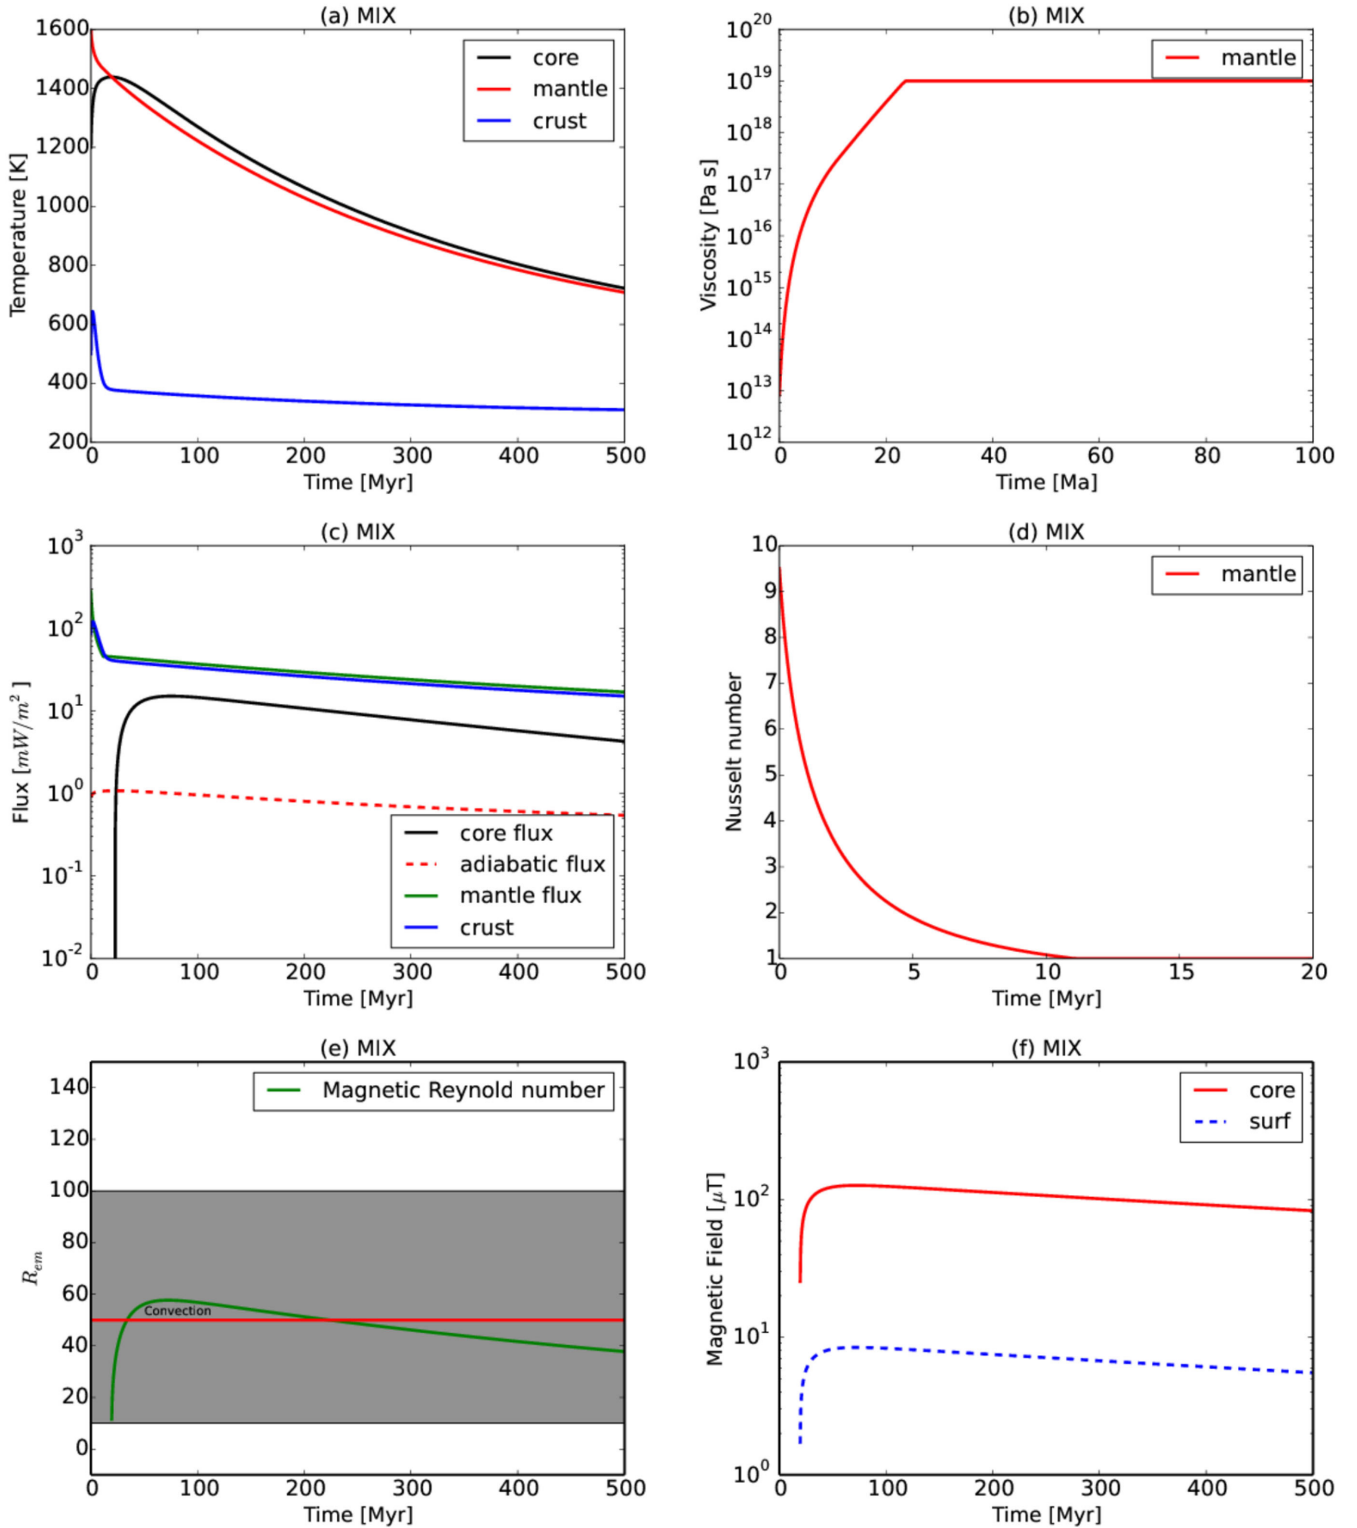 (a) MIX
1600
1400
1200
1000
800
600
400
200
0
100
200
300
400
500
Temperature [K]
Time [Myr]
core
mantle
crust
(b) MIX
10^20
10^19
10^18
10^17
10^16
10^15
10^14
10^13
10^12
0
20
40
60
80
100
Viscosity [Pa s]
Time [Ma]
mantle
(c) MIX
10^3
10^2
10^1
10^0
10^-1
10^-2
0
100
200
300
400
500
Flux [mW/m^2 ]
Time [Myr]
core flux
adiabatic flux
mantle flux
crust
(d) MIX
10
9
8
7
6
5
4
3
2
1
0
5
10
15
20
Nusselt number
Time [Myr]
mantle
(e) MIX
140
120
100
80
60
40
20
0
0
100
200
300
400
500
R_em
Time [Myr]
Magnetic Reynold number
Convection
(f) MIX
10^3
10^2
10^1
10^0
0
100
200
300
400
500
Magnetic Field [μT]
Time [Myr]
core
surf